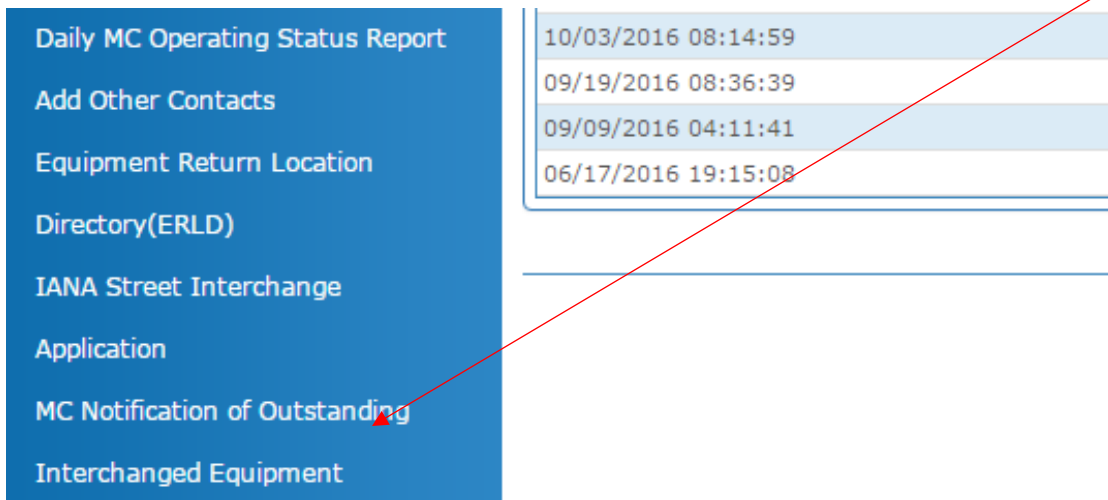 Daily MC Operating Status Report
Add Other Contacts
Equipment Return Location
Directory(ERLD)
IANA Street Interchange
Application
MC Notification of Outstanding
Interchanged Equipment
10/03/2016 08:14:59
09/19/2016 08:36:39
09/09/2016 04:11:41
06/17/2016 19:15:08